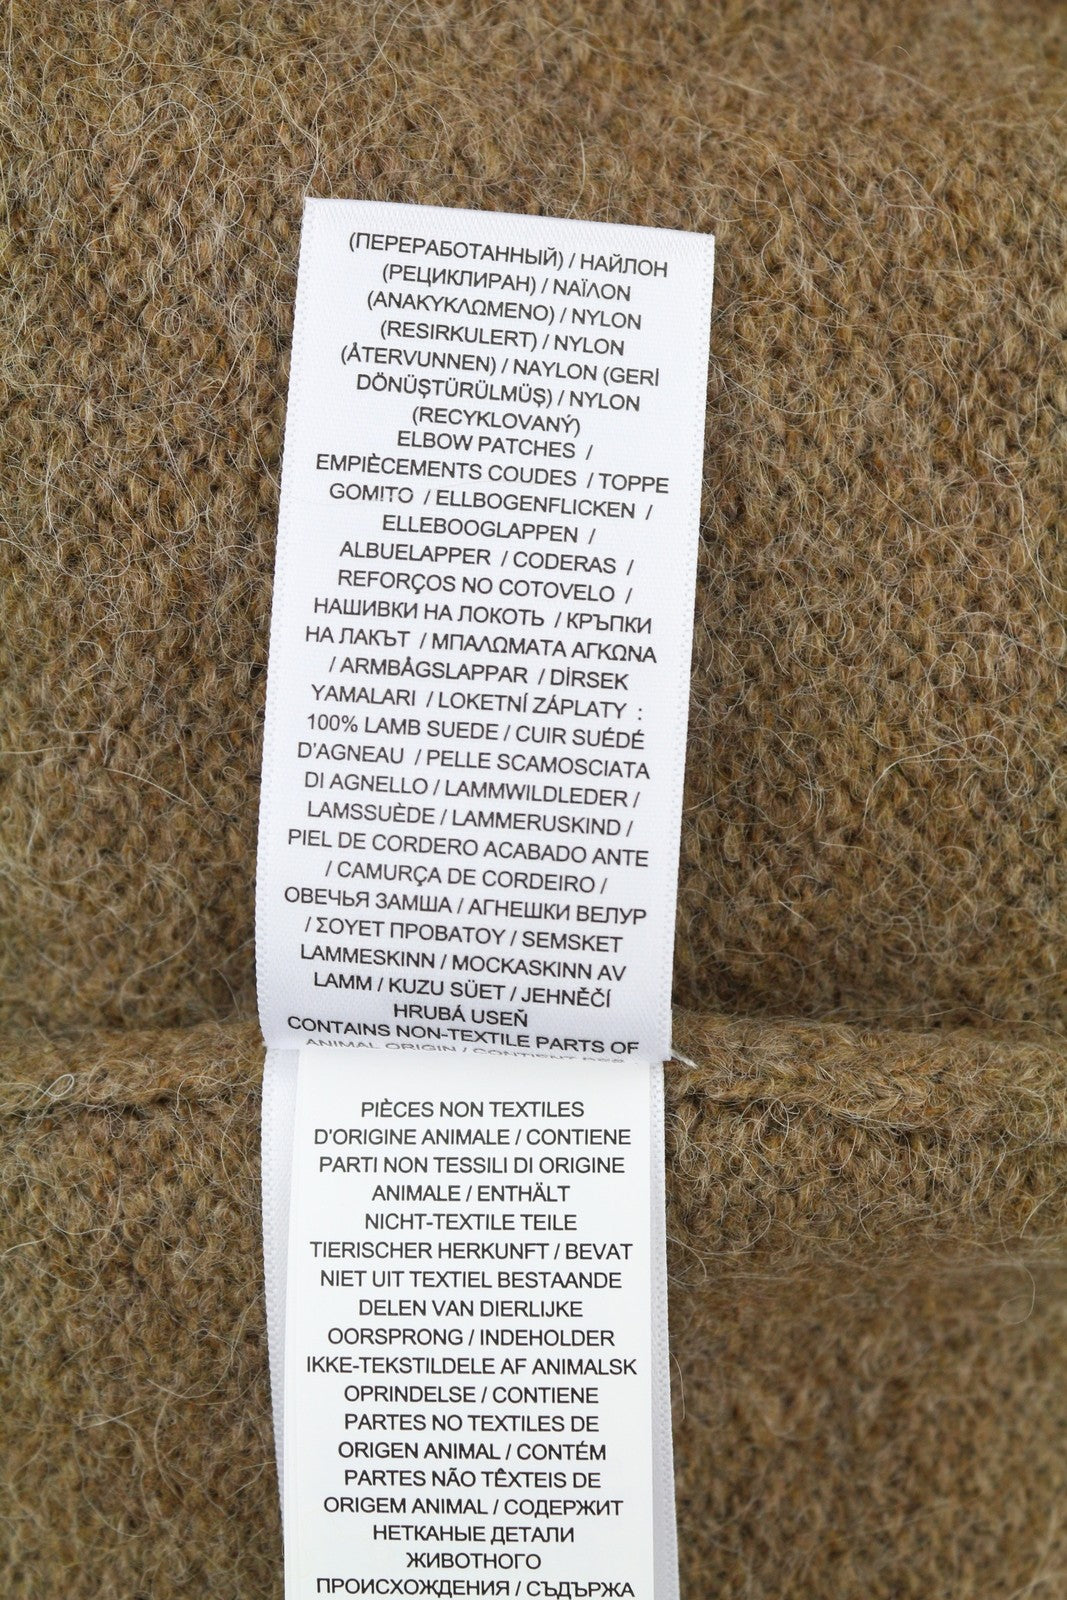 (ПЕРЕРАБОТАННЫЙ) / НАЙЛОН
(РЕЦИКЛИРАН) / ΝΑΪΛΟΝ
(ΑΝΑΚΥΚΛΩΜΕΝΟ) / NYLON
(RESIRKULERT) / NYLON
(ÅTERVUNNEN) / NAYLON (GERİ
DÖNÜŞTÜRÜLMÜŞ) / NYLON
(RECYKLOVANÝ)
ELBOW PATCHES /
EMPIÈCEMENTS COUDES / TOPPE
GOMITO / ELLBOGENFLICKEN /
ELLEBOOGLAPPEN /
ALBUELAPPER / CODERAS /
REFORÇOS NO COTOVELO /
НАШИВКИ НА ЛОКОТЬ / КРЪПКИ
НА ЛАКЪТ / ΜΠΑΛΩΜΑΤΑ ΑΓΚΩΝΑ
/ ARMBÅGSLAPPAR / DİRSEK
YAMALARI / LOKETNÍ ZÁPLATY :
100% LAMB SUEDE / CUIR SUÉDÉ
D'AGNEAU / PELLE SCAMOSCIATA
DI AGNELLO / LAMMWILDLEDER /
LAMSSUÈDE / LAMMERUSKIND /
PIEL DE CORDERO ACABADO ANTE
/ CAMURÇA DE CORDEIRO /
ОВЕЧЬЯ ЗАМША / АГНЕШКИ ВЕЛУР
/ ΣΟΥΕΤ ΠΡΟΒΑΤΟΥ / SEMSKET
LAMMESKINN / MOCKASKINN AV
LAMM / KUZU SÜET / JEHNĚČÍ
HRUBÁ USEŇ
CONTAINS NON-TEXTILE PARTS OF
ANIMAL ORIGIN / CONTIENT DES
PIÈCES NON TEXTILES
D'ORIGINE ANIMALE / CONTIENE
PARTI NON TESSILI DI ORIGINE
ANIMALE / ENTHÄLT
NICHT-TEXTILE TEILE
TIERISCHER HERKUNFT / BEVAT
NIET UIT TEXTIEL BESTAANDE
DELEN VAN DIERLIJKE
OORSPRONG / INDEHOLDER
IKKE-TEKSTILDELE AF ANIMALSK
OPRINDELSE / CONTIENE
PARTES NO TEXTILES DE
ORIGEN ANIMAL / CONTÉM
PARTES NÃO TÊXTEIS DE
ORIGEM ANIMAL / СОДЕРЖИТ
НЕТКАНЫЕ ДЕТАЛИ
ЖИВОТНОГО
ПРОИСХОЖДЕНИЯ / СЪДЪРЖА